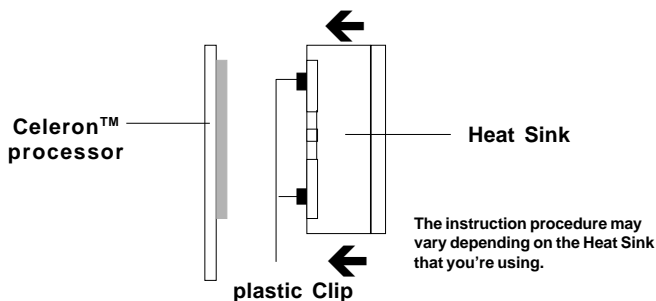 Celeron™
processor
Heat Sink
The instruction procedure may
vary depending on the Heat Sink
that you're using.
plastic Clip